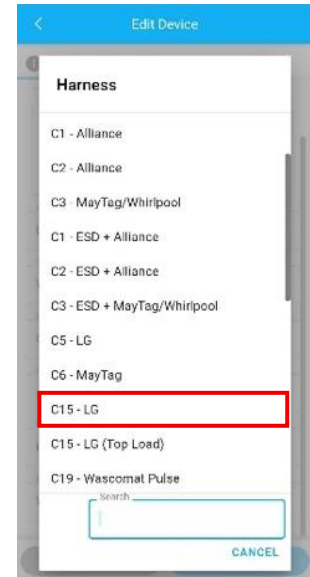 Edit Device
Harness
C1 - Alliance
C2 - Alliance
C3 - MayTag/Whirlpool
C1 - ESD + Alliance
C2 - ESD + Alliance
C3 - ESD + MayTag/Whirlpool
C5 - LG
C6 - MayTag
C15 - LG
C15 - LG (Top Load)
C19 - Wascomat Pulse
Search
CANCEL